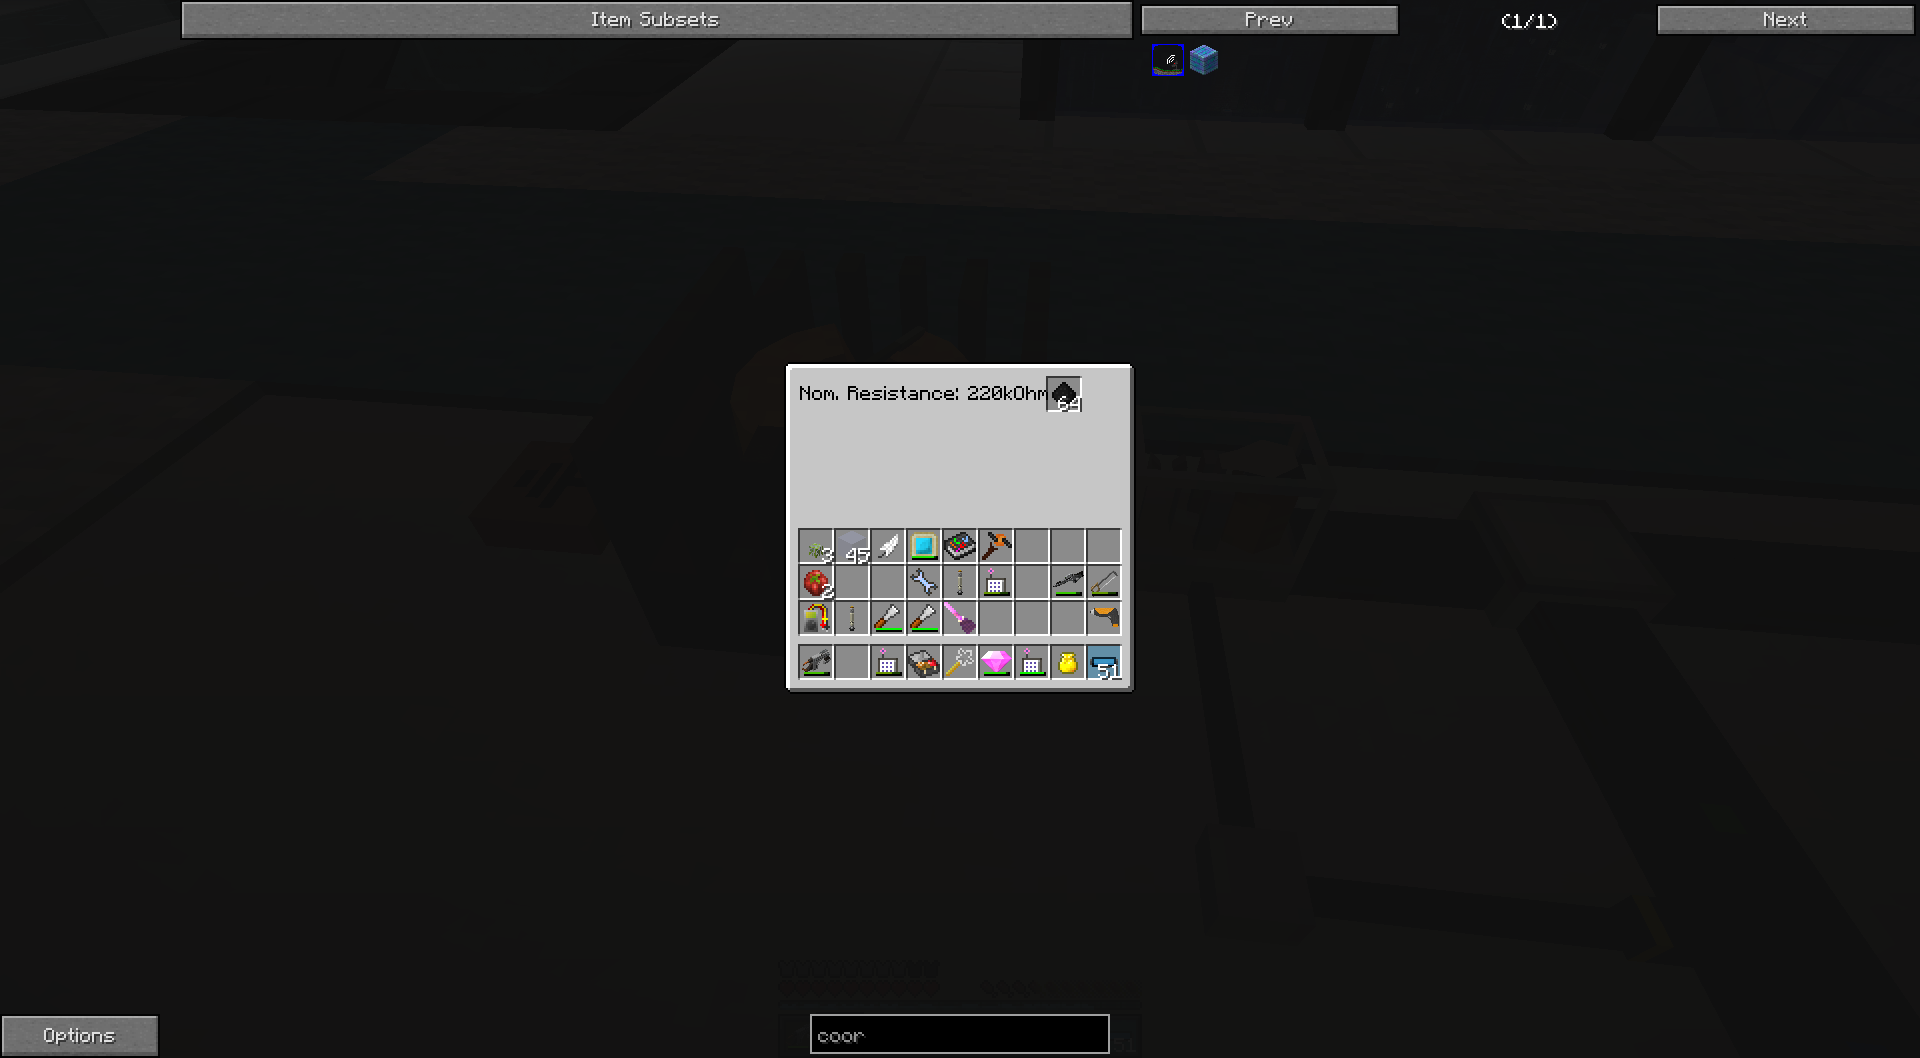 Item Subsets
Prev
(1/1)
Next
Nom. Resistance: 220kOhm
64
3
45
2
51
Options
coor